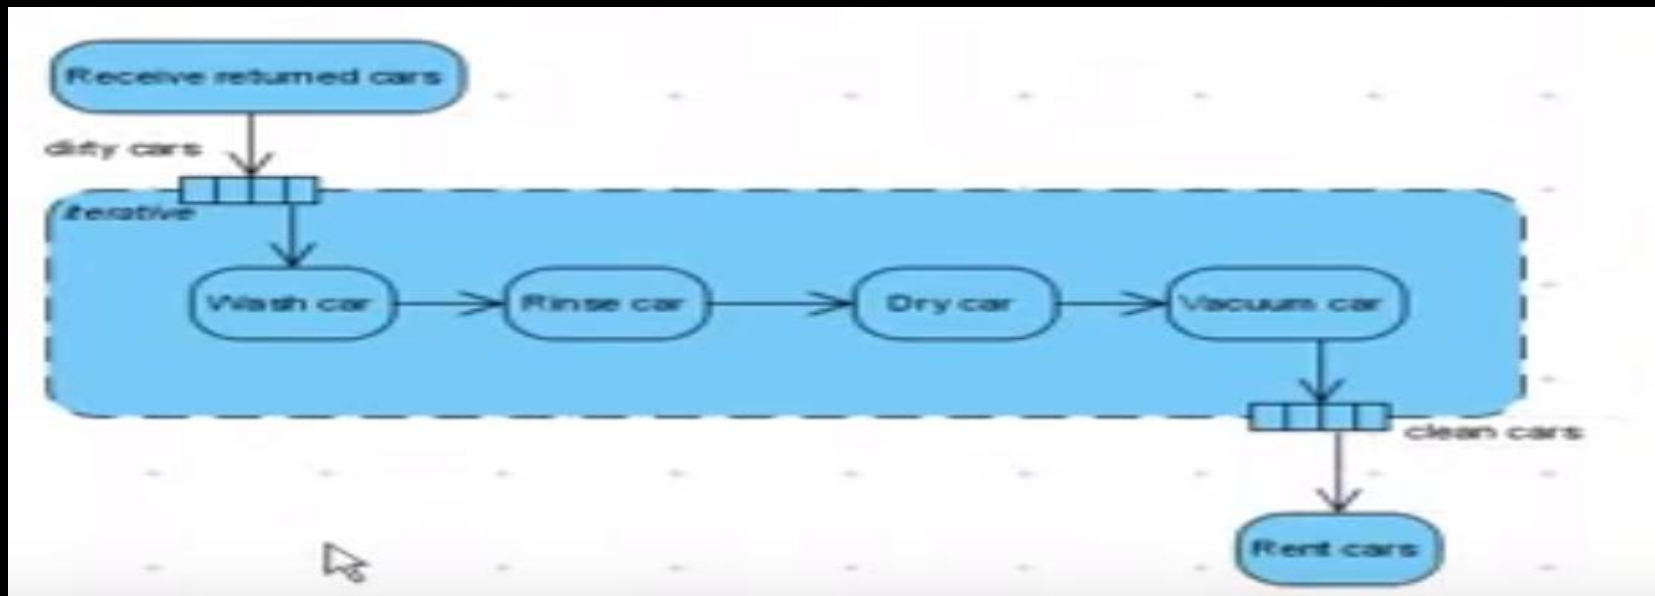 Receive returned cars
dirty cars
iterative
Wash car
Rinse car
Dry car
Vacuum car
clean cars
Rent cars